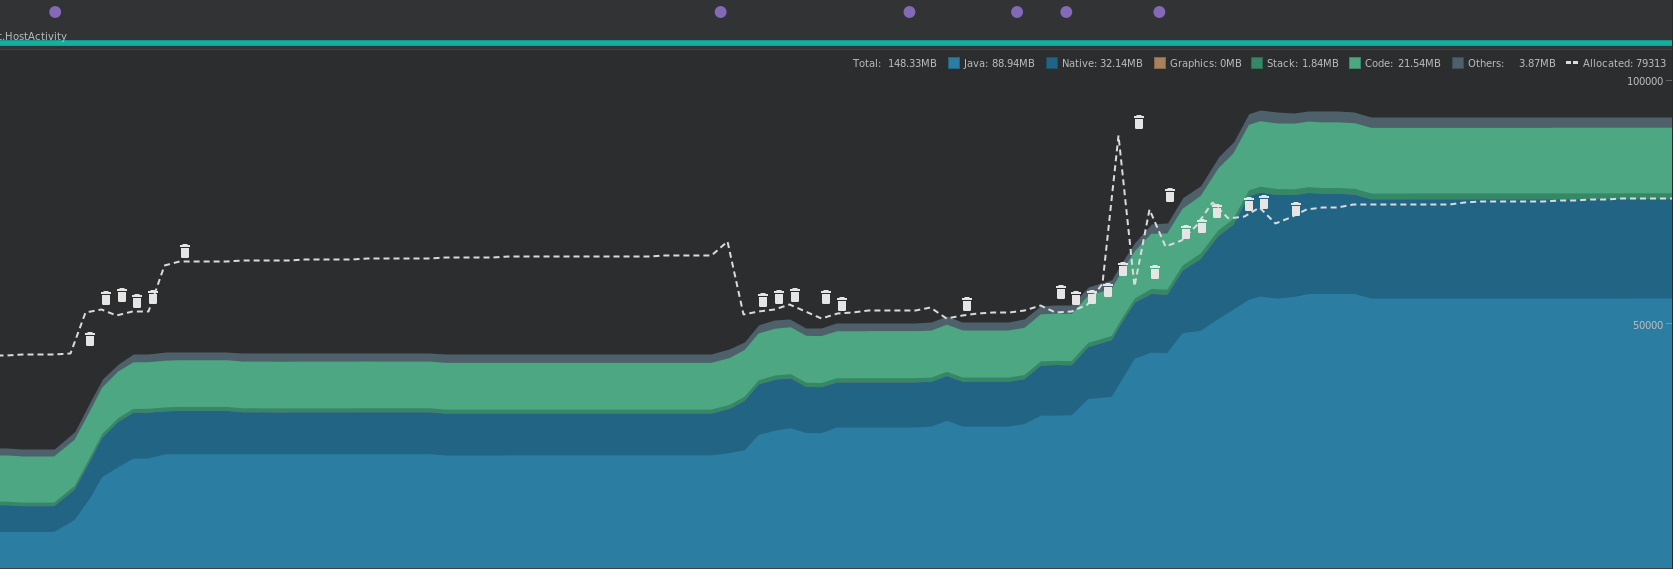 :.HostActivity
Total: 148.33MB Java: 88.94MB Native: 32.14MB Graphics: 0MB Stack: 1.84MB Code: 21.54MB Others: 3.87MB Allocated: 79313
100000
50000